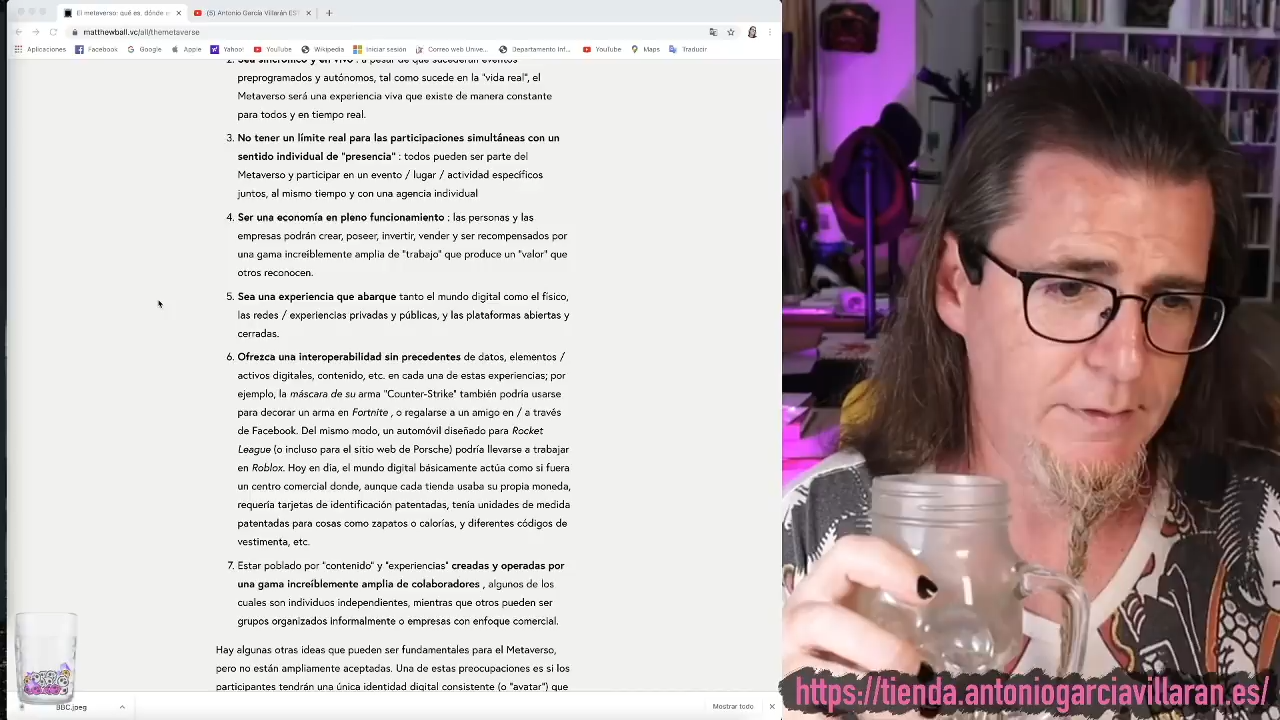 El metaverso: qué es, dónde e
(5) Antonio García Villarán EST
matthewball.vc/all/themetaverse
Aplicaciones
Facebook
Google
Apple
Yahoo!
YouTube
Wikipedia
Iniciar sesión
Correo web Unive...
Departamento Inf...
YouTube
Maps
Traducir
2. Sea sincrónico y en vivo : a pesar de que sucederán eventos
preprogramados y autónomos, tal como sucede en la "vida real", el
Metaverso será una experiencia viva que existe de manera constante
para todos y en tiempo real.
3. No tener un límite real para las participaciones simultáneas con un
sentido individual de "presencia" : todos pueden ser parte del
Metaverso y participar en un evento / lugar / actividad específicos
juntos, al mismo tiempo y con una agencia individual
4. Ser una economía en pleno funcionamiento : las personas y las
empresas podrán crear, poseer, invertir, vender y ser recompensados por
una gama increíblemente amplia de "trabajo" que produce un "valor" que
otros reconocen.
5. Sea una experiencia que abarque tanto el mundo digital como el físico,
las redes / experiencias privadas y públicas, y las plataformas abiertas y
cerradas.
6. Ofrezca una interoperabilidad sin precedentes de datos, elementos /
activos digitales, contenido, etc. en cada una de estas experiencias; por
ejemplo, la máscara de su arma "Counter-Strike" también podría usarse
para decorar un arma en Fortnite , o regalarse a un amigo en / a través
de Facebook. Del mismo modo, un automóvil diseñado para Rocket
League (o incluso para el sitio web de Porsche) podría llevarse a trabajar
en Roblox. Hoy en día, el mundo digital básicamente actúa como si fuera
un centro comercial donde, aunque cada tienda usaba su propia moneda,
requería tarjetas de identificación patentadas, tenía unidades de medida
patentadas para cosas como zapatos o calorías, y diferentes códigos de
vestimenta, etc.
7. Estar poblado por "contenido" y "experiencias" creadas y operadas por
una gama increíblemente amplia de colaboradores , algunos de los
cuales son individuos independientes, mientras que otros pueden ser
grupos organizados informalmente o empresas con enfoque comercial.
Hay algunas otras ideas que pueden ser fundamentales para el Metaverso,
pero no están ampliamente aceptadas. Una de estas preocupaciones es si los
participantes tendrán una única identidad digital consistente (o "avatar") que
BBC.jpeg
Mostrar todo
https://tienda.antoniogarciavillaran.es/